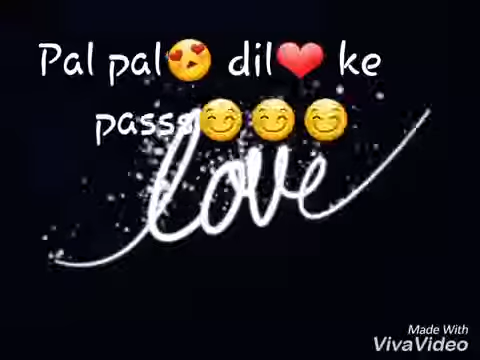 Pal pal😍 dil❤ ke
passs😊😊😊
love
Made With
VivaVideo